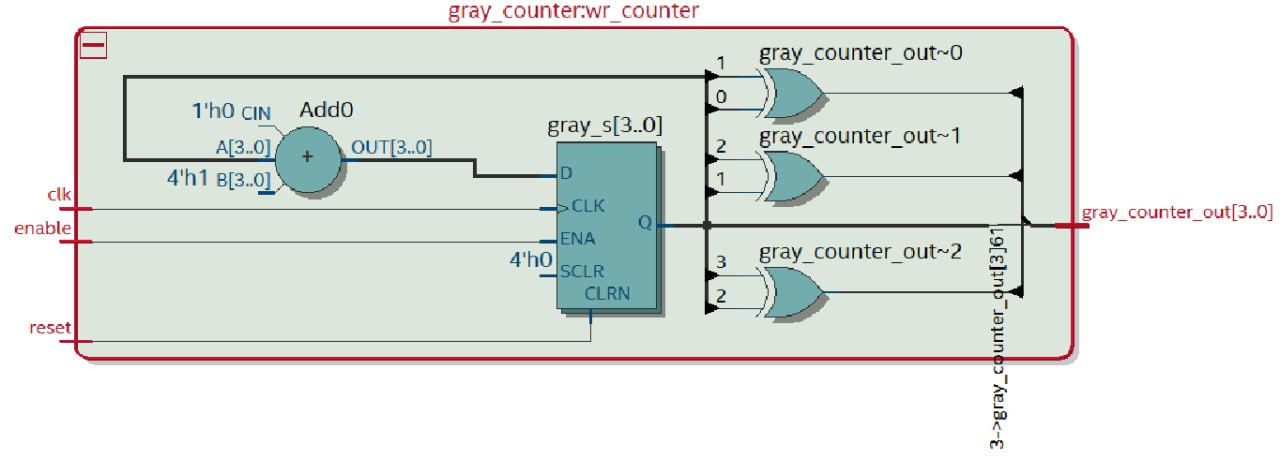 gray_counter:wr_counter
gray_counter_out~0
1
0
1'h0 CIN
Add0
gray_s[3..0]
gray_counter_out~1
A[3..0]
+
OUT[3..0]
2
4'h1 B[3..0]
D
1
clk
CLK
Q
gray_counter_out[3..0]
enable
ENA
4'h0
SCLR
gray_counter_out~2
3
CLRN
2
reset
3->gray_counter_out[3]61